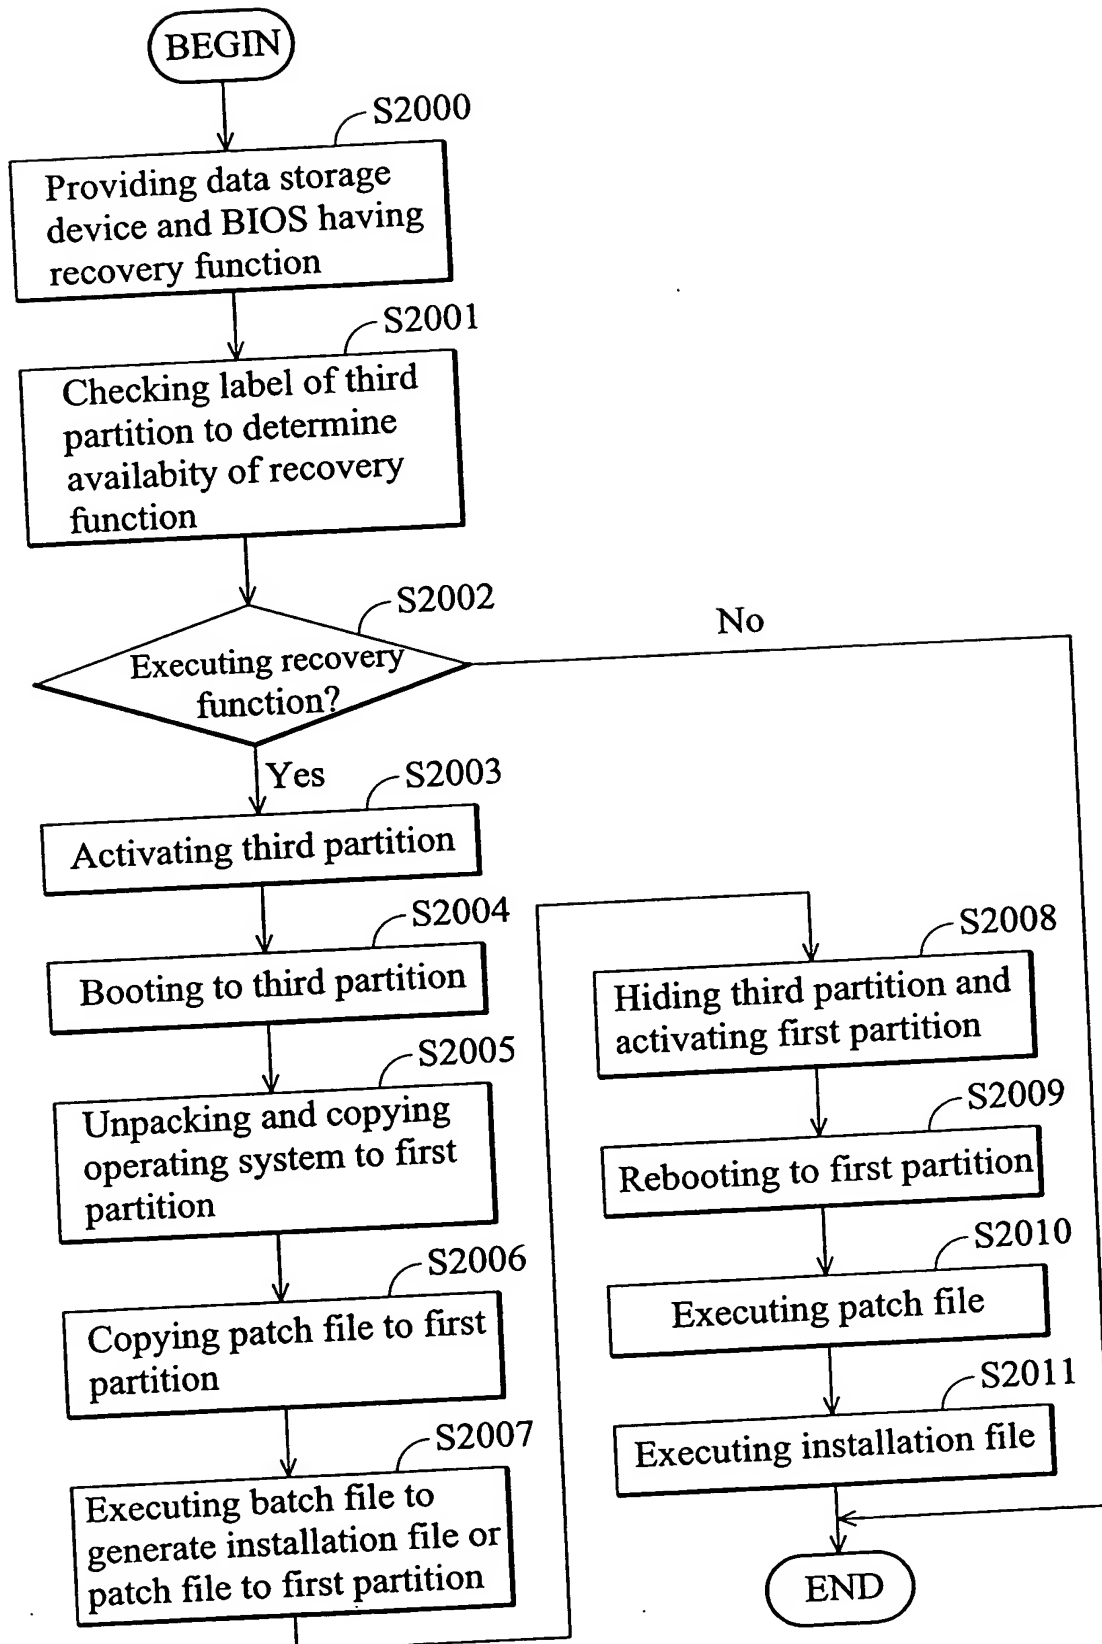 BEGIN
S2000
Providing data storage
device and BIOS having
recovery function
S2001
Checking label of third
partition to determine
availabity of recovery
function
S2002
Executing recovery
function?
No
Yes
S2003
Activating third partition
S2004
Booting to third partition
S2005
Unpacking and copying
operating system to first
partition
S2006
Copying patch file to first
partition
S2007
Executing batch file to
generate installation file or
patch file to first partition
S2008
Hiding third partition and
activating first partition
S2009
Rebooting to first partition
S2010
Executing patch file
S2011
Executing installation file
END